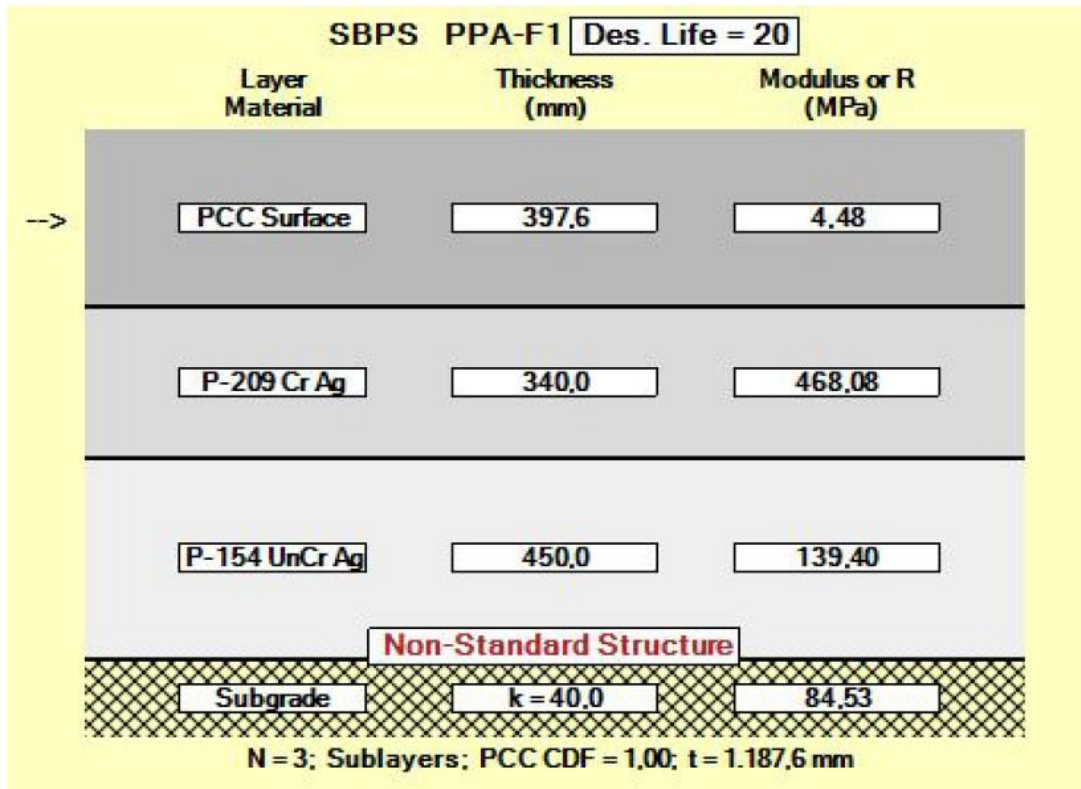 SBPS PPA-F1 Des. Life = 20
Layer Material Thickness (mm) Modulus or R (MPa)
--> PCC Surface 397,6 4,48
P-209 Cr Ag 340,0 468,08
P-154 UnCr Ag 450,0 139,40
Non-Standard Structure
Subgrade k = 40,0 84,53
N = 3; Sublayers; PCC CDF = 1,00; t = 1.187,6 mm